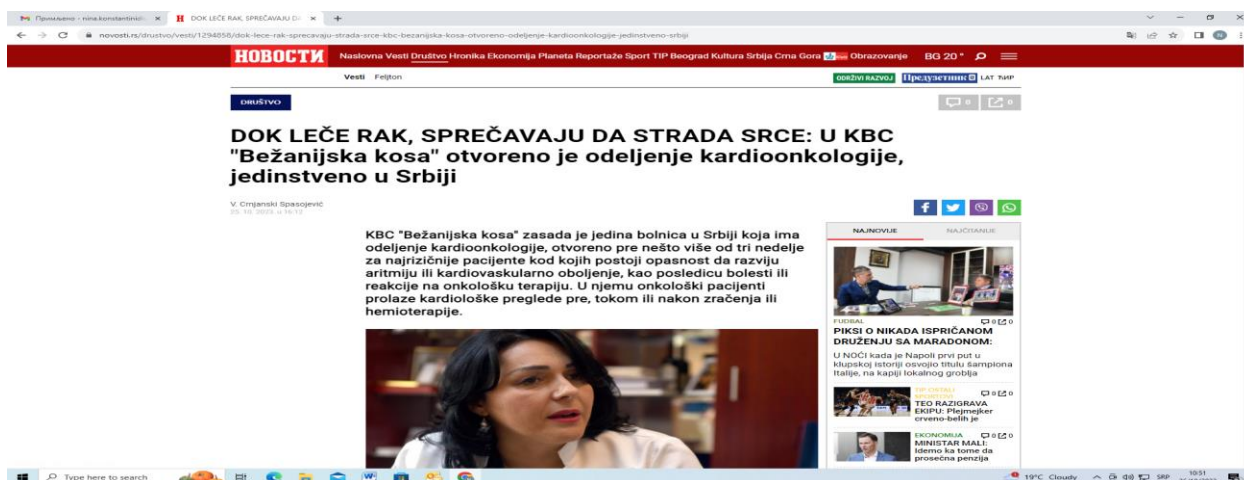 DOK LEČE RAK, SPREČAVAJU DA
novosti.rs/drustvo/vesti/1294858/dok-lece-rak-sprecavaju-strada-srce-kbc-bezanijska-kosa-otvoreno-odeljenje-kardioonkologije-jedinstveno-srbiji
НОВОСТИ Naslovna Vesti Društvo Hronika Ekonomija Planeta Reportaže Sport TIP Beograd Kultura Srbija Crna Gora Obrazovanje BG 20°
Vesti Feljton ODRŽIVI RAZVOJ Предузетник LAT ЋИР
DRUŠTVO 0 0
DOK LEČE RAK, SPREČAVAJU DA STRADA SRCE: U KBC
"Bežanijska kosa" otvoreno je odeljenje kardioonkologije,
jedinstveno u Srbiji
V. Crnjanski Spasojević
KBC "Bežanijska kosa" zasada je jedina bolnica u Srbiji koja ima
odeljenje kardioonkologije, otvoreno pre nešto više od tri nedelje
za najrizičnije pacijente kod kojih postoji opasnost da razviju
aritmiju ili kardiovaskularno oboljenje, kao posledicu bolesti ili
reakcije na onkološku terapiju. U njemu onkološki pacijenti
prolaze kardiološke preglede pre, tokom ili nakon zračenja ili
hemioterapije.
NAJNOVIJE NAJČITANIJE
FUDBAL 0 0
PIKSI O NIKADA ISPRIČANOM
DRUŽENJU SA MARADONOM:
U NOĆI kada je Napoli prvi put u
klupskoj istoriji osvojio titulu šampiona
Italije, na kapiji lokalnog groblja
0 0
TEO RAZIGRAVA
EKIPU: Plejmejker
crveno-belih je
EKONOMIJA 0 0
MINISTAR MALI:
Idemo ka tome da
prosečna penzija
Type here to search
19°C Cloudy SRP 10:51